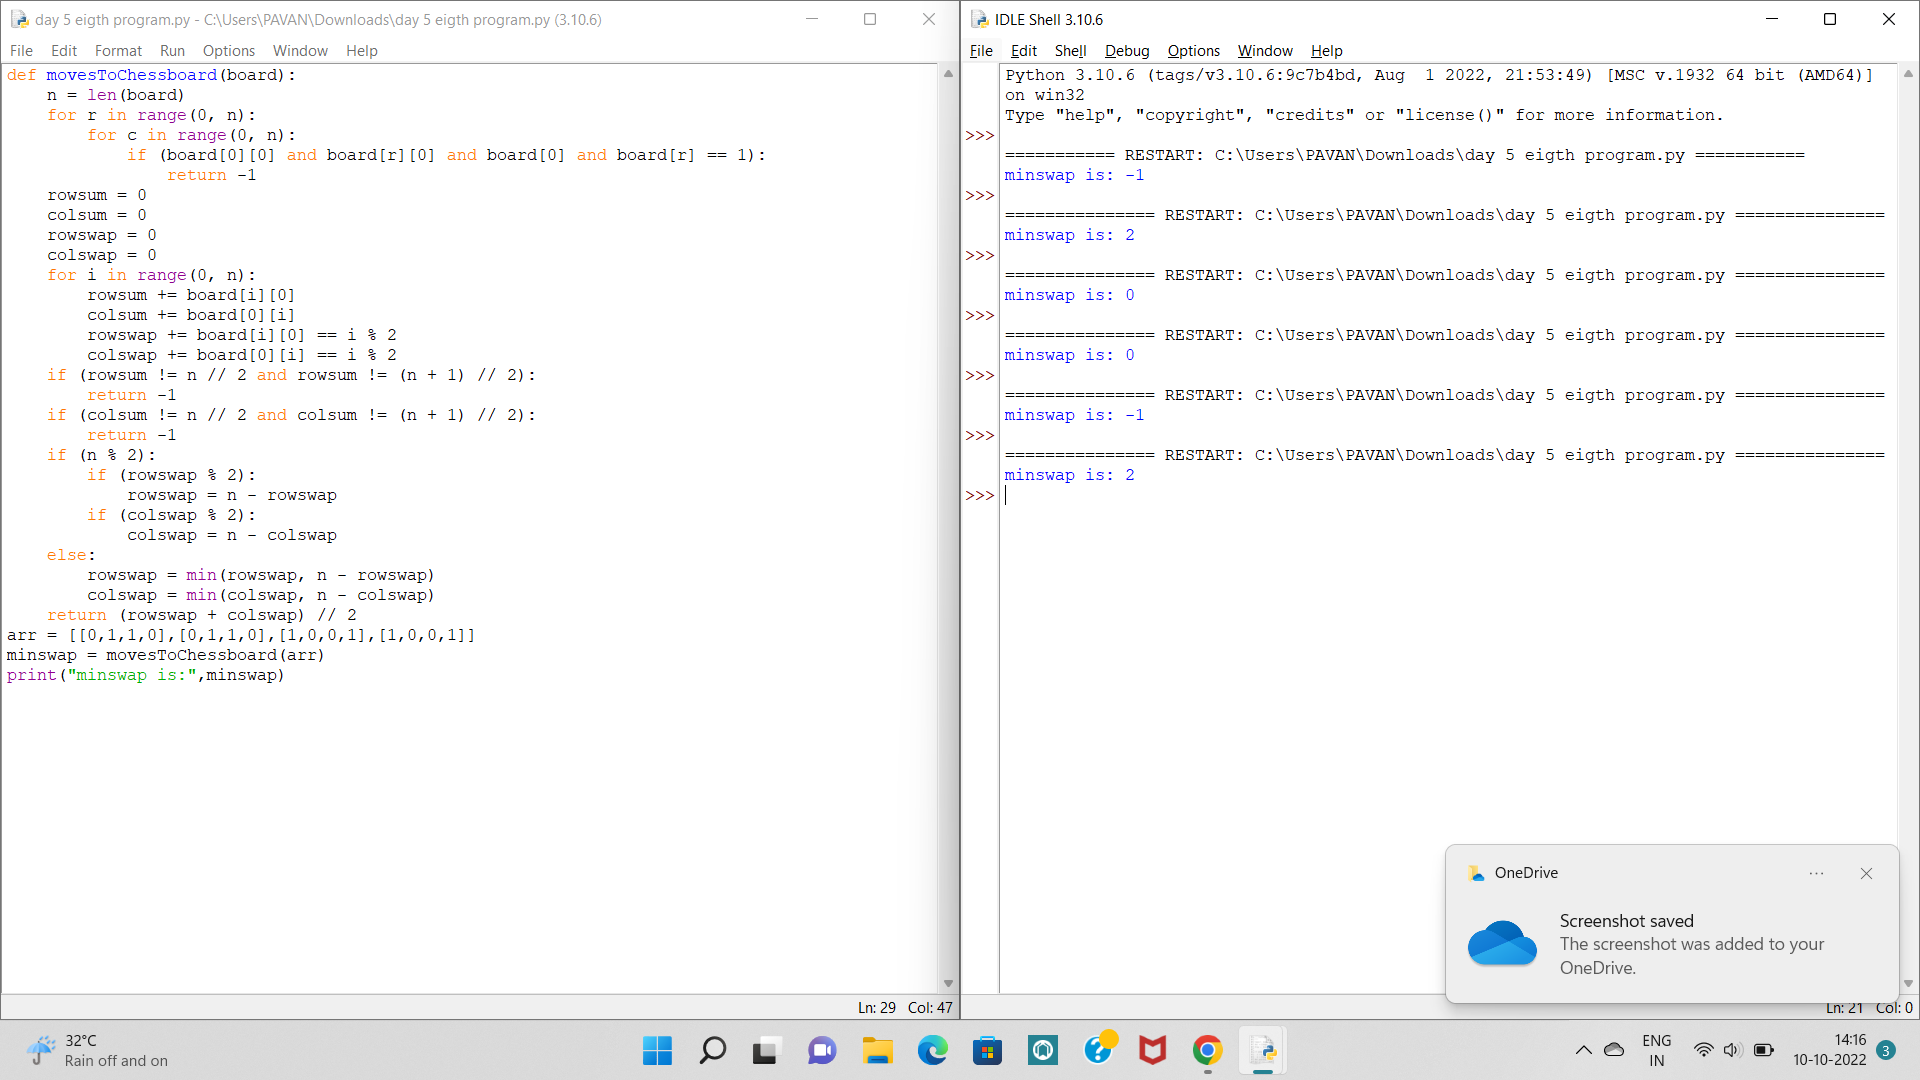 day 5 eigth program.py - C:\Users\PAVAN\Downloads\day 5 eigth program.py (3.10.6)
File Edit Format Run Options Window Help
def movesToChessboard(board):
    n = len(board)
    for r in range(0, n):
        for c in range(0, n):
            if (board[0][0] and board[r][0] and board[0] and board[r] == 1):
                return -1
    rowsum = 0
    colsum = 0
    rowswap = 0
    colswap = 0
    for i in range(0, n):
        rowsum += board[i][0]
        colsum += board[0][i]
        rowswap += board[i][0] == i % 2
        colswap += board[0][i] == i % 2
    if (rowsum != n // 2 and rowsum != (n + 1) // 2):
        return -1
    if (colsum != n // 2 and colsum != (n + 1) // 2):
        return -1
    if (n % 2):
        if (rowswap % 2):
            rowswap = n - rowswap
        if (colswap % 2):
            colswap = n - colswap
    else:
        rowswap = min(rowswap, n - rowswap)
        colswap = min(colswap, n - colswap)
    return (rowswap + colswap) // 2
arr = [[0,1,1,0],[0,1,1,0],[1,0,0,1],[1,0,0,1]]
minswap = movesToChessboard(arr)
print("minswap is:",minswap)
Ln: 29 Col: 47
IDLE Shell 3.10.6
File Edit Shell Debug Options Window Help
Python 3.10.6 (tags/v3.10.6:9c7b4bd, Aug  1 2022, 21:53:49) [MSC v.1932 64 bit (AMD64)]
on win32
Type "help", "copyright", "credits" or "license()" for more information.
>>>
=========== RESTART: C:\Users\PAVAN\Downloads\day 5 eigth program.py ===========
minswap is: -1
>>>
=============== RESTART: C:\Users\PAVAN\Downloads\day 5 eigth program.py ===============
minswap is: 2
>>>
=============== RESTART: C:\Users\PAVAN\Downloads\day 5 eigth program.py ===============
minswap is: 0
>>>
=============== RESTART: C:\Users\PAVAN\Downloads\day 5 eigth program.py ===============
minswap is: 0
>>>
=============== RESTART: C:\Users\PAVAN\Downloads\day 5 eigth program.py ===============
minswap is: -1
>>>
=============== RESTART: C:\Users\PAVAN\Downloads\day 5 eigth program.py ===============
minswap is: 2
>>>
OneDrive
Screenshot saved
The screenshot was added to your
OneDrive.
Ln: 21 Col: 0
32°C
Rain off and on
ENG
IN
14:16
10-10-2022
3